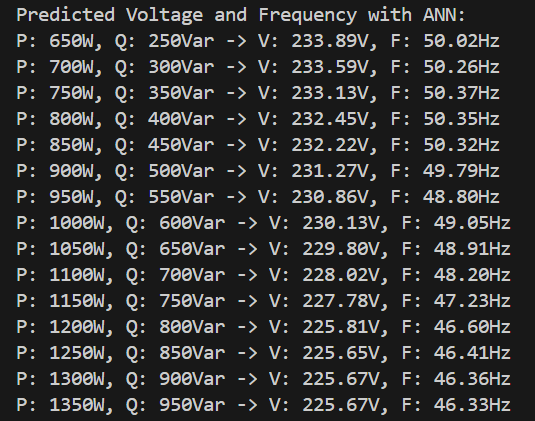 Predicted Voltage and Frequency with ANN:
P: 650W, Q: 250Var -> V: 233.89V, F: 50.02Hz
P: 700W, Q: 300Var -> V: 233.59V, F: 50.26Hz
P: 750W, Q: 350Var -> V: 233.13V, F: 50.37Hz
P: 800W, Q: 400Var -> V: 232.45V, F: 50.35Hz
P: 850W, Q: 450Var -> V: 232.22V, F: 50.32Hz
P: 900W, Q: 500Var -> V: 231.27V, F: 49.79Hz
P: 950W, Q: 550Var -> V: 230.86V, F: 48.80Hz
P: 1000W, Q: 600Var -> V: 230.13V, F: 49.05Hz
P: 1050W, Q: 650Var -> V: 229.80V, F: 48.91Hz
P: 1100W, Q: 700Var -> V: 228.02V, F: 48.20Hz
P: 1150W, Q: 750Var -> V: 227.78V, F: 47.23Hz
P: 1200W, Q: 800Var -> V: 225.81V, F: 46.60Hz
P: 1250W, Q: 850Var -> V: 225.65V, F: 46.41Hz
P: 1300W, Q: 900Var -> V: 225.67V, F: 46.36Hz
P: 1350W, Q: 950Var -> V: 225.67V, F: 46.33Hz